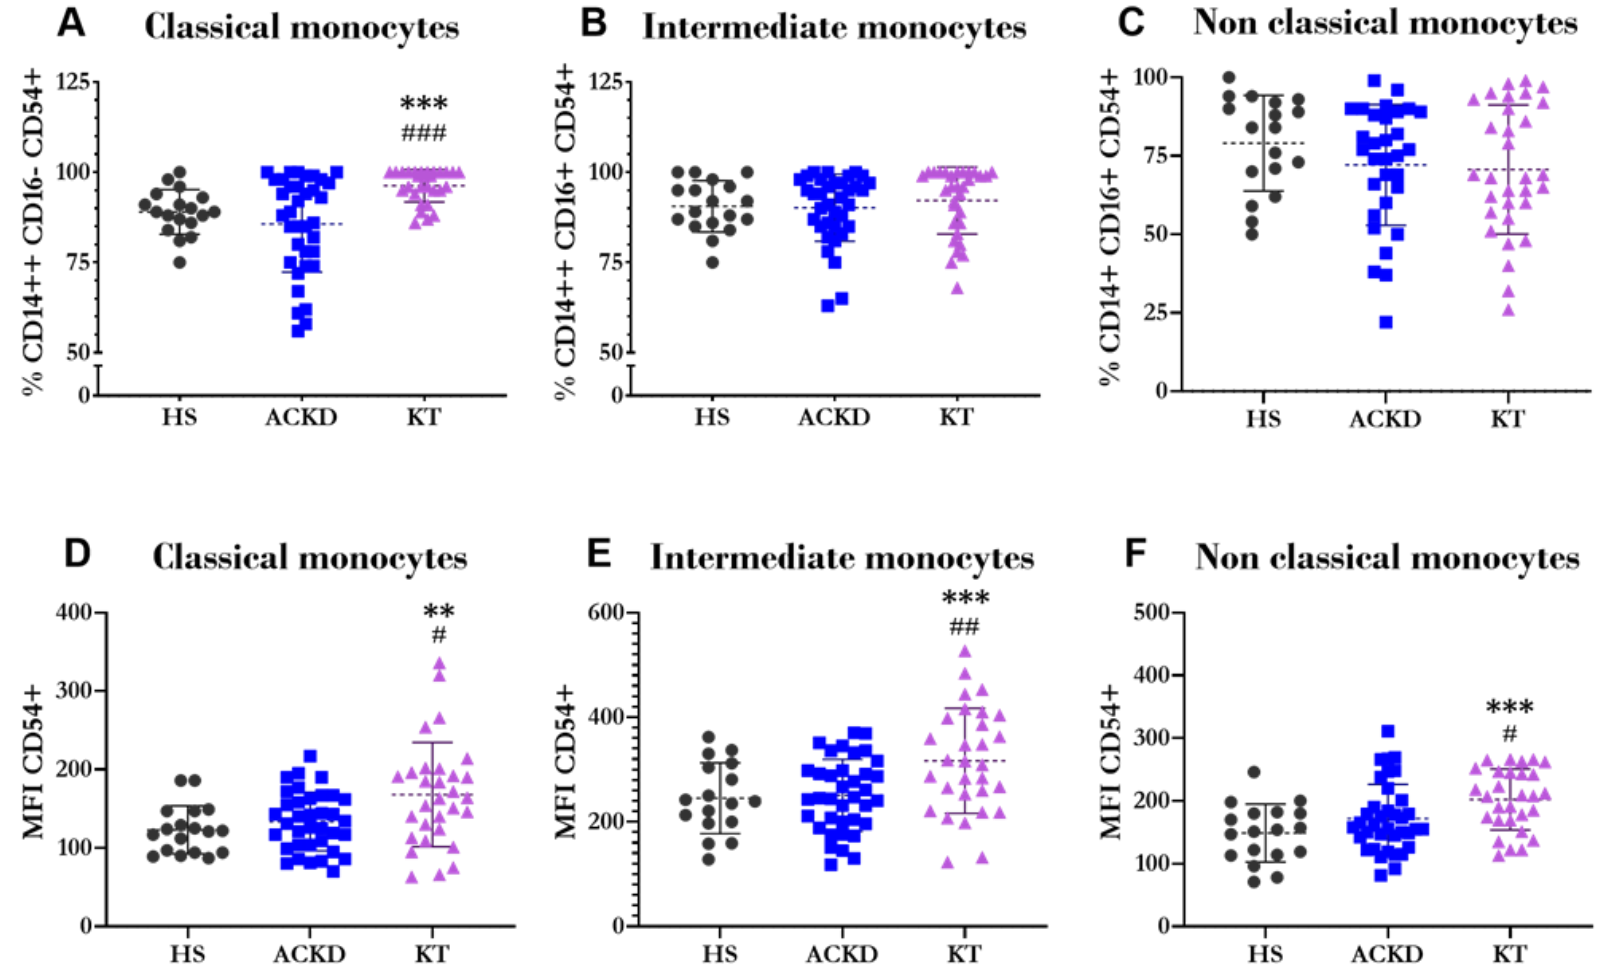 A Classical monocytes
% CD14++ CD16- CD54+
125
100
75
50
0
***
###
HS ACKD KT
B Intermediate monocytes
% CD14++ CD16+ CD54+
125
100
75
50
0
HS ACKD KT
C Non classical monocytes
% CD14+ CD16+ CD54+
100
75
50
25
0
HS ACKD KT
D Classical monocytes
MFI CD54+
400
300
200
100
0
**
#
HS ACKD KT
E Intermediate monocytes
MFI CD54+
600
400
200
0
***
##
HS ACKD KT
F Non classical monocytes
MFI CD54+
500
400
300
200
100
0
***
#
HS ACKD KT